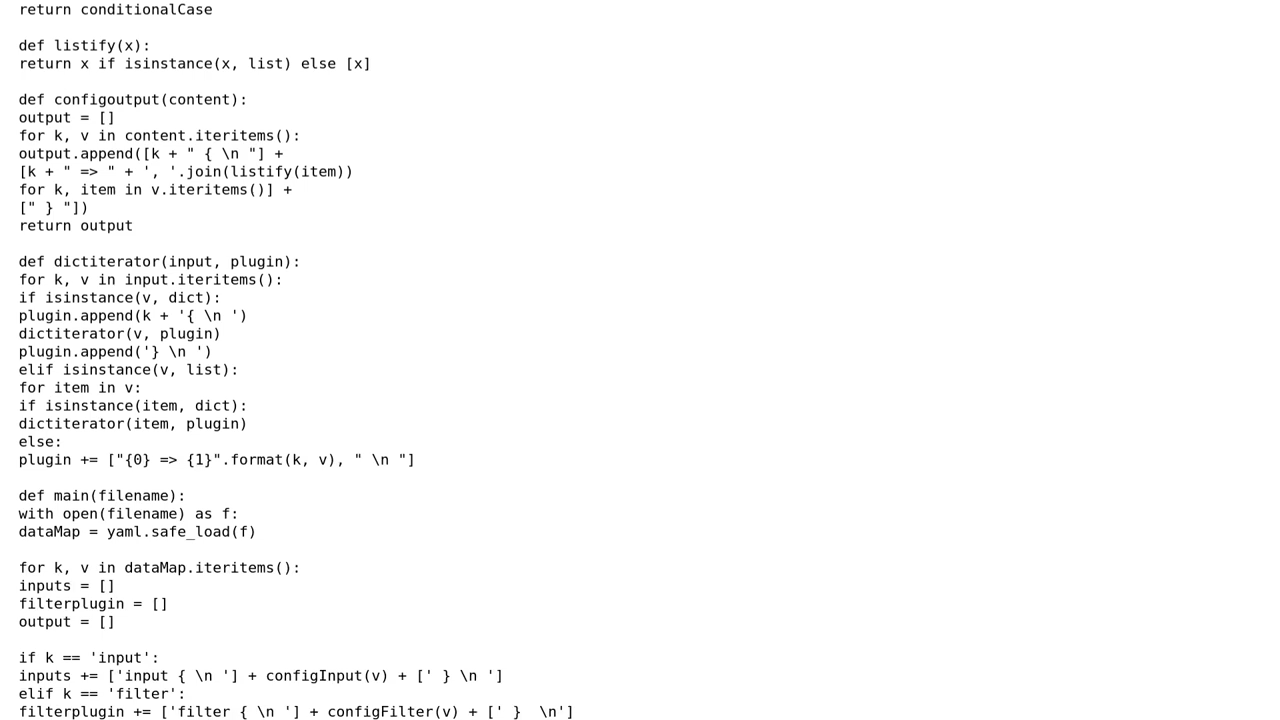 return conditionalCase
def listify(x):
return x if isinstance(x, list) else [x]
def configoutput(content):
output = []
for k, v in content.iteritems():
output.append([k + " { \n "] +
[k + " => " + ', '.join(listify(item))
for k, item in v.iteritems()] +
[" } "])
return output
def dictiterator(input, plugin):
for k, v in input.iteritems():
if isinstance(v, dict):
plugin.append(k + '{ \n ')
dictiterator(v, plugin)
plugin.append('} \n ')
elif isinstance(v, list):
for item in v:
if isinstance(item, dict):
dictiterator(item, plugin)
else:
plugin += ["{0} => {1}".format(k, v), " \n "]
def main(filename):
with open(filename) as f:
dataMap = yaml.safe_load(f)
for k, v in dataMap.iteritems():
inputs = []
filterplugin = []
output = []
if k == 'input':
inputs += ['input { \n '] + configInput(v) + [' } \n ']
elif k == 'filter':
filterplugin += ['filter { \n '] + configFilter(v) + [' }  \n']